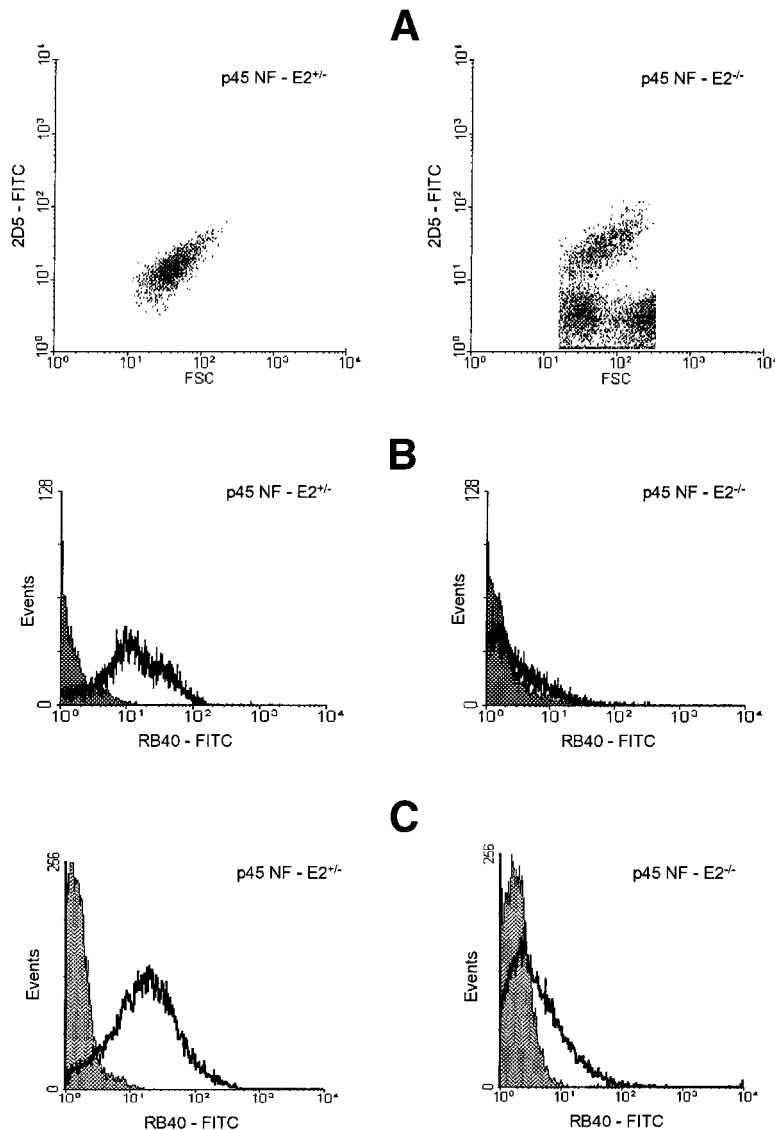 A
p45 NF - E2+/-
2D5 - FITC
10⁰ 10¹ 10² 10³ 10⁴
10⁰ 10¹ 10² 10³ 10⁴
FSC
p45 NF - E2-/-
2D5 - FITC
10⁰ 10¹ 10² 10³ 10⁴
10⁰ 10¹ 10² 10³ 10⁴
FSC
B
p45 NF - E2+/-
Events
0 128
10⁰ 10¹ 10² 10³ 10⁴
RB40 - FITC
p45 NF - E2-/-
Events
0 128
10⁰ 10¹ 10² 10³ 10⁴
RB40 - FITC
C
p45 NF - E2+/-
Events
0 256
10⁰ 10¹ 10² 10³ 10⁴
RB40 - FITC
p45 NF - E2-/-
Events
0 256
10⁰ 10¹ 10² 10³ 10⁴
RB40 - FITC